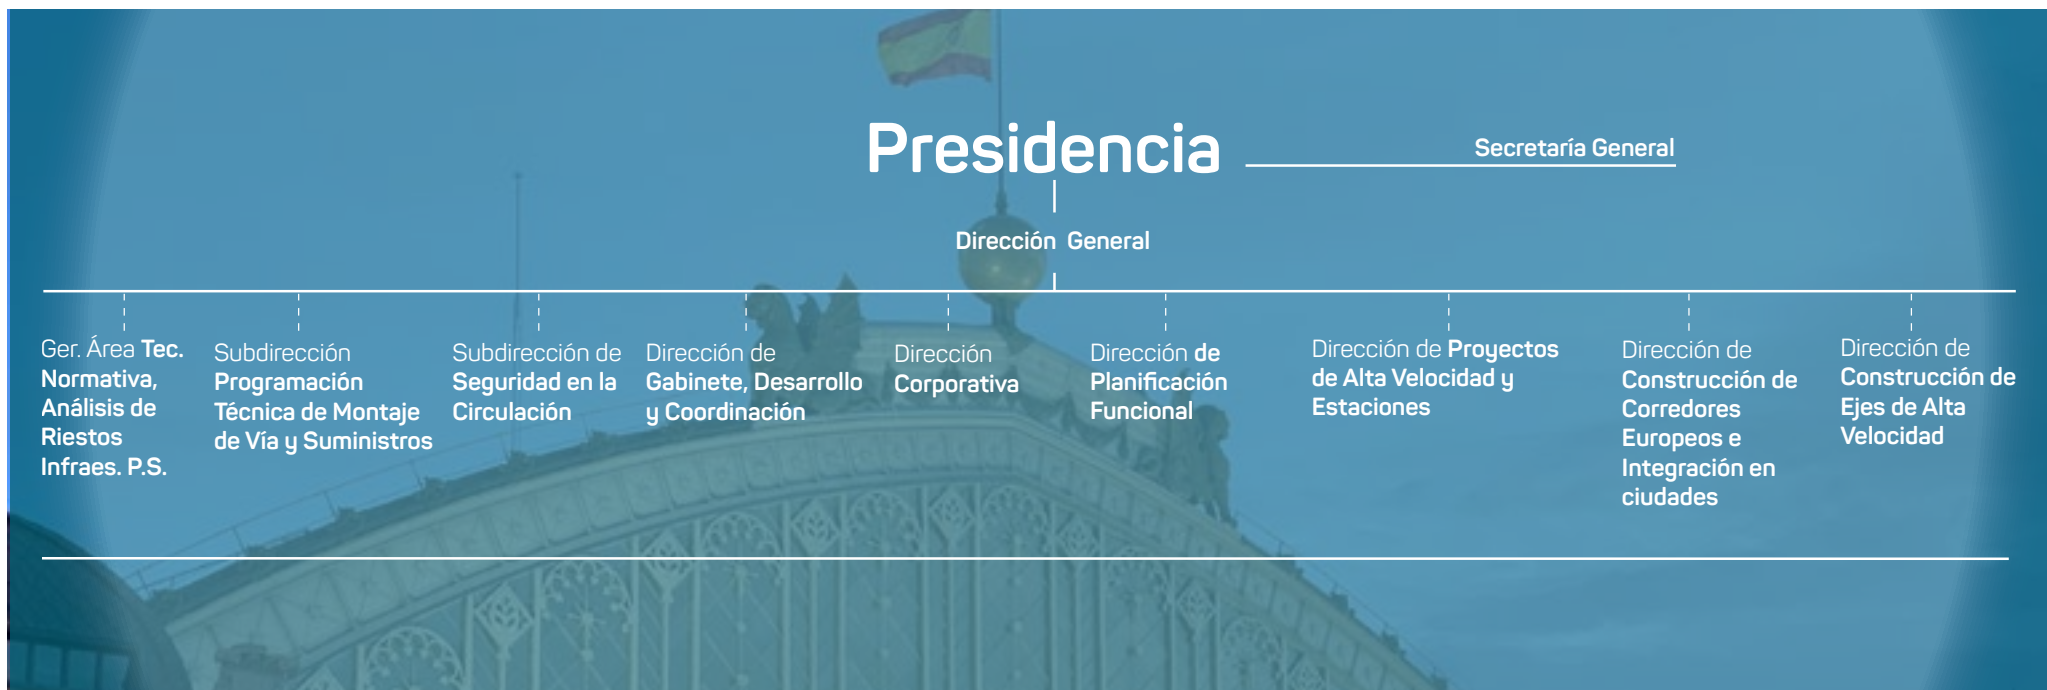 Presidencia
Secretaría General
Dirección General
Ger. Área Tec.
Normativa,
Análisis de
Riestos
Infraes. P.S.
Subdirección
Programación
Técnica de Montaje
de Vía y Suministros
Subdirección de
Seguridad en la
Circulación
Dirección de
Gabinete, Desarrollo
y Coordinación
Dirección
Corporativa
Dirección de
Planificación
Funcional
Dirección de Proyectos
de Alta Velocidad y
Estaciones
Dirección de
Construcción de
Corredores
Europeos e
Integración en
ciudades
Dirección de
Construcción de
Ejes de Alta
Velocidad